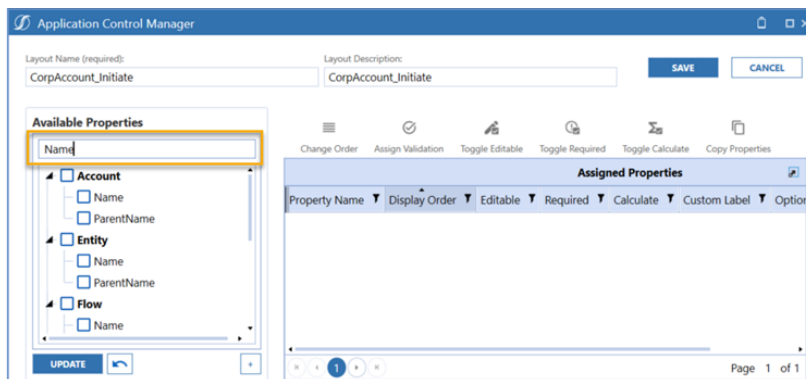 Application Control Manager
Layout Name (required):
Layout Description:
CorpAccount_Initiate
CorpAccount_Initiate
SAVE
CANCEL
Available Properties
Name
Account
Name
ParentName
Entity
Name
ParentName
Flow
Name
UPDATE
+
Change Order
Assign Validation
Toggle Editable
Toggle Required
Toggle Calculate
Copy Properties
Assigned Properties
Property Name
Display Order
Editable
Required
Calculate
Custom Label
Option
1
Page 1 of 1